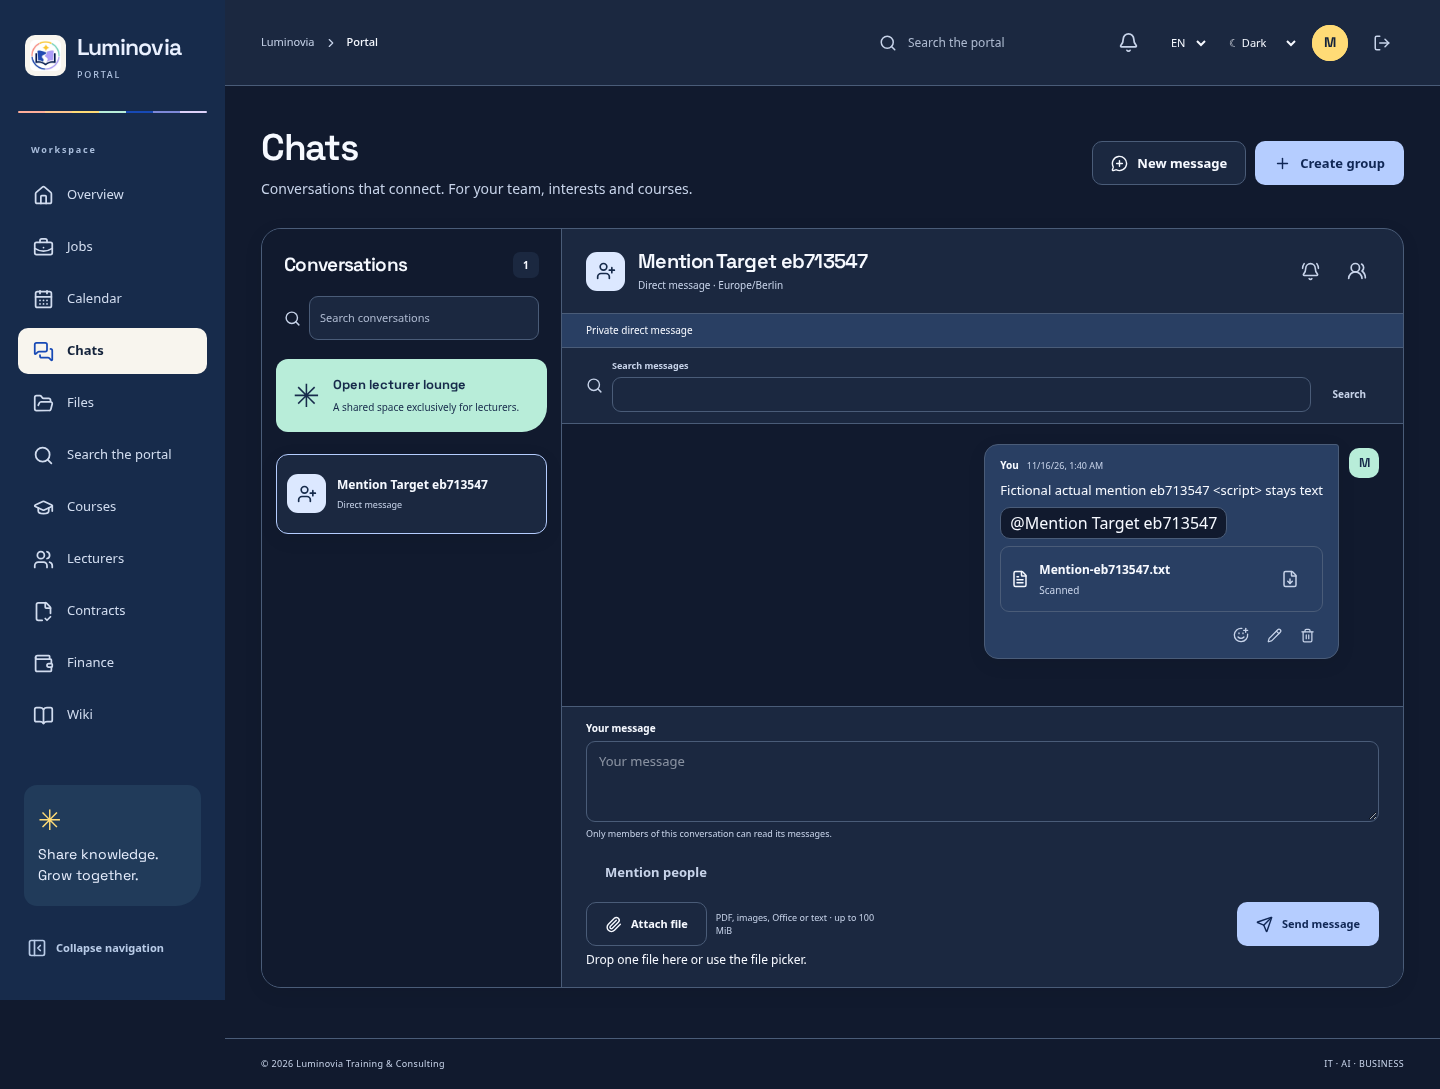 Luminovia
PORTAL
Workspace
Overview
Jobs
Calendar
Chats
Files
Search the portal
Courses
Lecturers
Contracts
Finance
Wiki
Share knowledge.
Grow together.
Collapse navigation
Luminovia > Portal
Search the portal
EN
Dark
M
Chats
Conversations that connect. For your team, interests and courses.
New message
Create group
Conversations 1
Search conversations
Open lecturer lounge
A shared space exclusively for lecturers.
Mention Target eb713547
Direct message
Mention Target eb713547
Direct message · Europe/Berlin
Private direct message
Search messages
Search
You 11/16/26, 1:40 AM
M
Fictional actual mention eb713547 <script> stays text
@Mention Target eb713547
Mention-eb713547.txt
Scanned
Your message
Your message
Only members of this conversation can read its messages.
Mention people
Attach file
PDF, images, Office or text · up to 100
MiB
Send message
Drop one file here or use the file picker.
© 2026 Luminovia Training & Consulting
IT · AI · BUSINESS